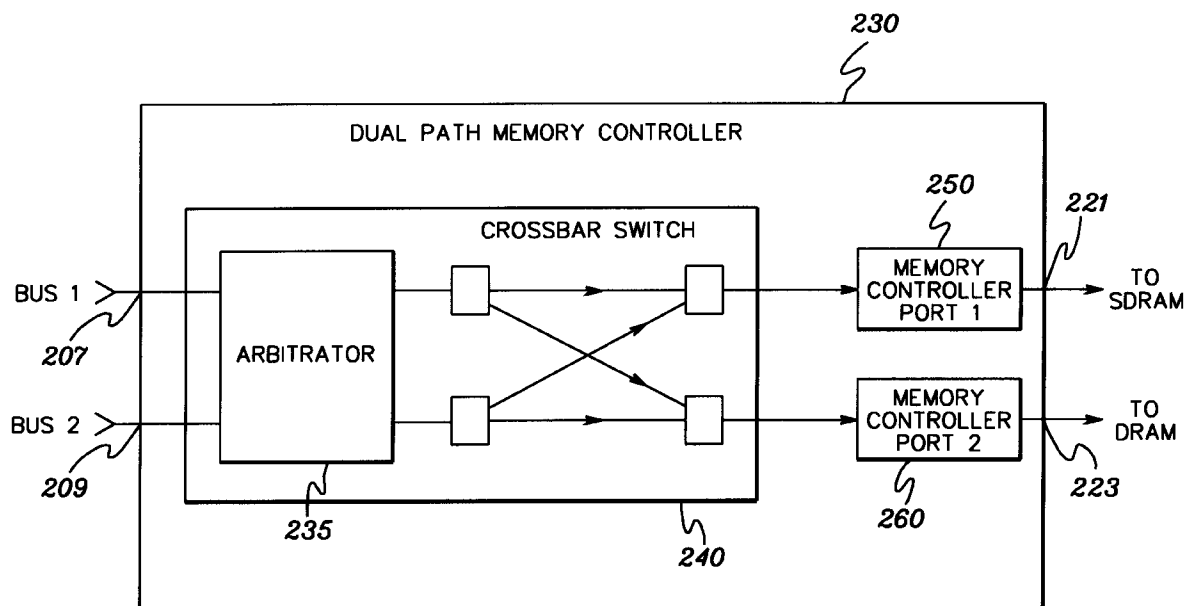 230
DUAL PATH MEMORY CONTROLLER
CROSSBAR SWITCH
250
221
BUS 1
207
ARBITRATOR
MEMORY
CONTROLLER
PORT 1
TO
SDRAM
BUS 2
209
MEMORY
CONTROLLER
PORT 2
TO
DRAM
235
240
260
223